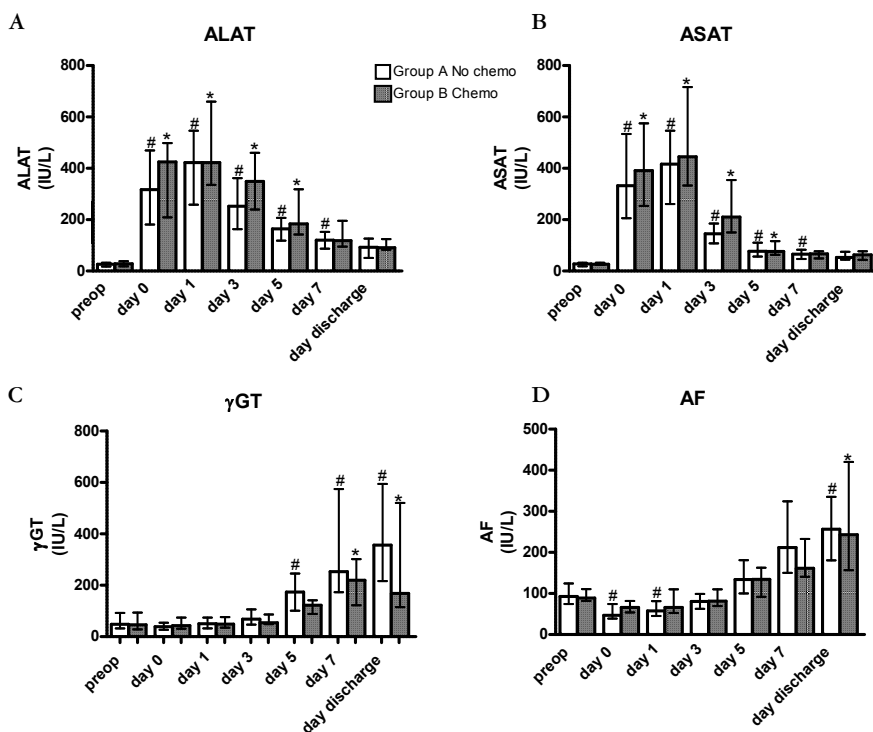 A
ALAT
800
600
400
200
0
ALAT
(IU/L)
# * # * # * # * #
preop
day 0
day 1
day 3
day 5
day 7
day discharge
Group A No chemo
Group B Chemo
B
ASAT
800
600
400
200
0
ASAT
(IU/L)
# * # * # * # * #
preop
day 0
day 1
day 3
day 5
day 7
day discharge
C
γGT
800
600
400
200
0
γGT
(IU/L)
# # * # *
preop
day 0
day 1
day 3
day 5
day 7
day discharge
D
AF
500
400
300
200
100
0
AF
(IU/L)
# # # *
preop
day 0
day 1
day 3
day 5
day 7
day discharge